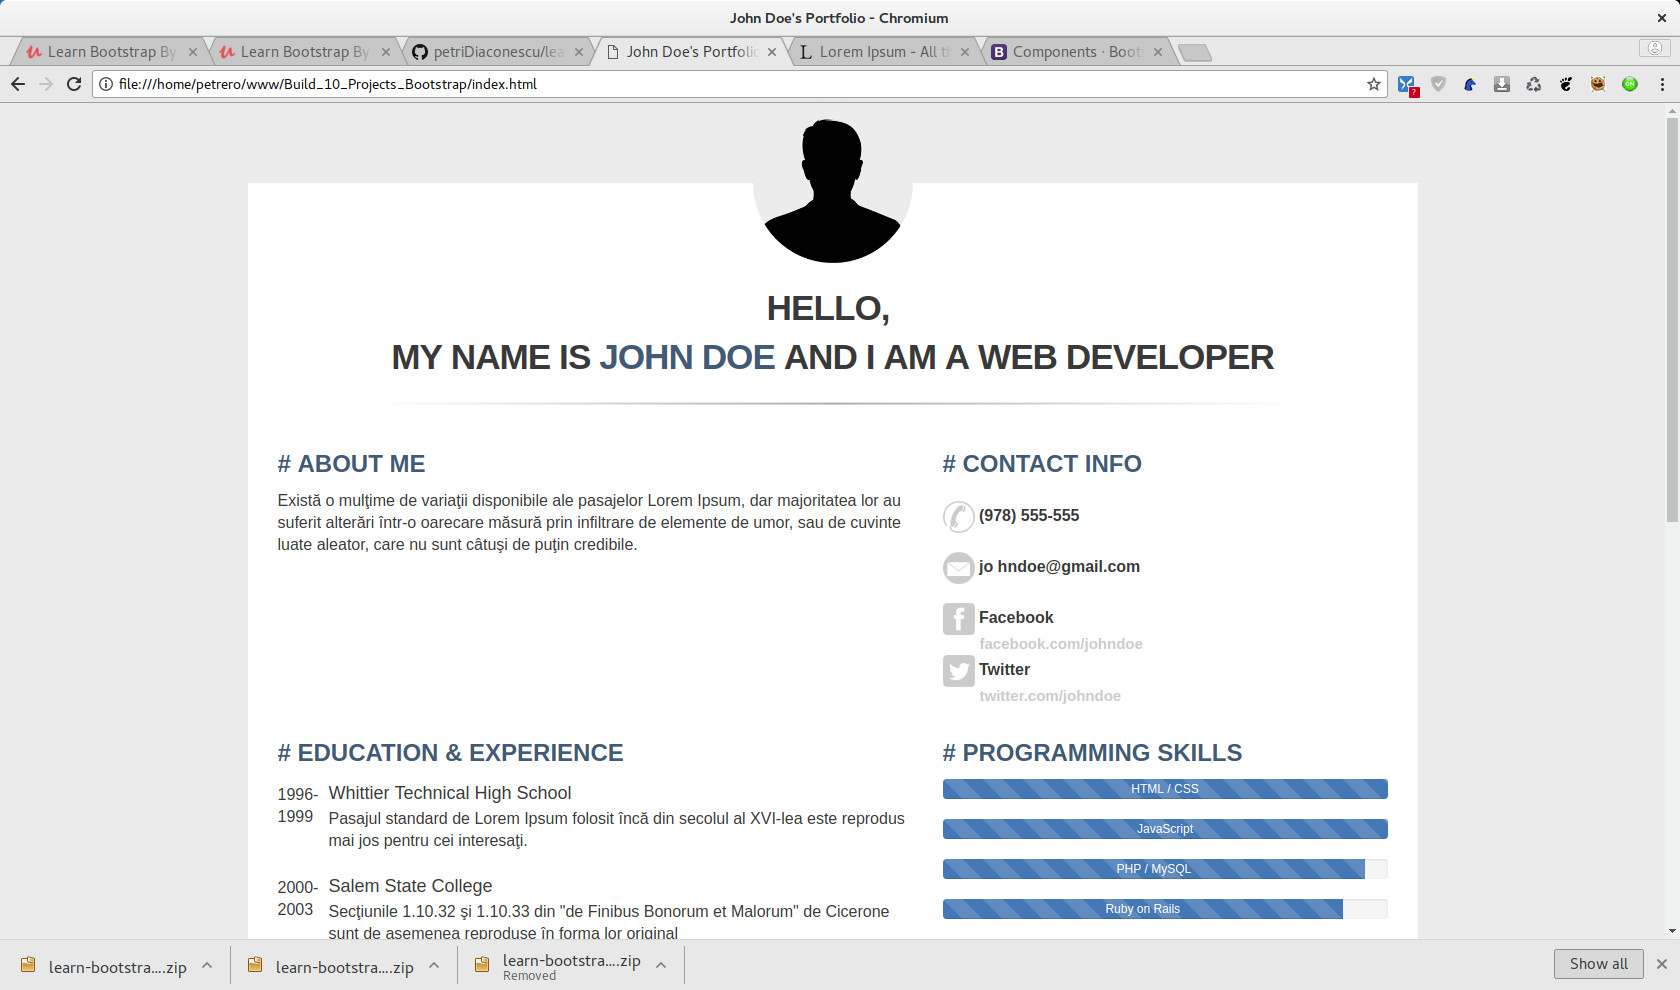 John Doe's Portfolio - Chromium
Learn Bootstrap By
Learn Bootstrap By
petriDiaconescu/lea
John Doe's Portfolio
Lorem Ipsum - All t
Components · Boots
file:///home/petrero/www/Build_10_Projects_Bootstrap/index.html
HELLO,
MY NAME IS JOHN DOE AND I AM A WEB DEVELOPER
# ABOUT ME
Există o mulţime de variaţii disponibile ale pasajelor Lorem Ipsum, dar majoritatea lor au
suferit alterări într-o oarecare măsură prin infiltrare de elemente de umor, sau de cuvinte
luate aleator, care nu sunt câtuşi de puţin credibile.
# CONTACT INFO
(978) 555-555
jo hndoe@gmail.com
Facebook
facebook.com/johndoe
Twitter
twitter.com/johndoe
# EDUCATION & EXPERIENCE
1996-
1999
Whittier Technical High School
Pasajul standard de Lorem Ipsum folosit încă din secolul al XVI-lea este reprodus
mai jos pentru cei interesaţi.
2000-
2003
Salem State College
Secţiunile 1.10.32 şi 1.10.33 din "de Finibus Bonorum et Malorum" de Cicerone
sunt de asemenea reproduse în forma lor original
# PROGRAMMING SKILLS
HTML / CSS
JavaScript
PHP / MySQL
Ruby on Rails
learn-bootstra....zip
learn-bootstra....zip
learn-bootstra....zip
Removed
Show all